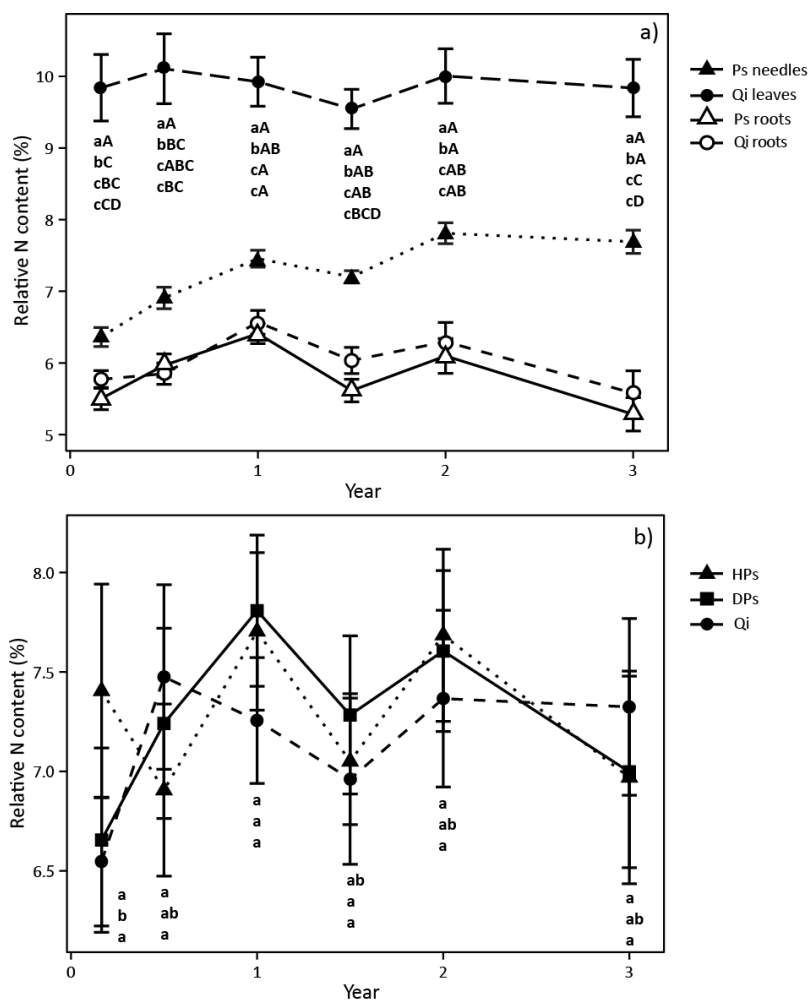 a)
Relative N content (%)
10
9
8
7
6
5
aA
bC
cBC
cCD
aA
bBC
cABC
cBC
aA
bAB
cA
cA
aA
bAB
cAB
cBCD
aA
bA
cAB
cAB
aA
bA
cC
cD
0 1 2 3
Year
Ps needles
Qi leaves
Ps roots
Qi roots
b)
Relative N content (%)
8.0
7.5
7.0
6.5
a
b
a
a
ab
a
a
a
a
ab
a
a
a
ab
a
a
ab
a
0 1 2 3
Year
HPs
DPs
Qi